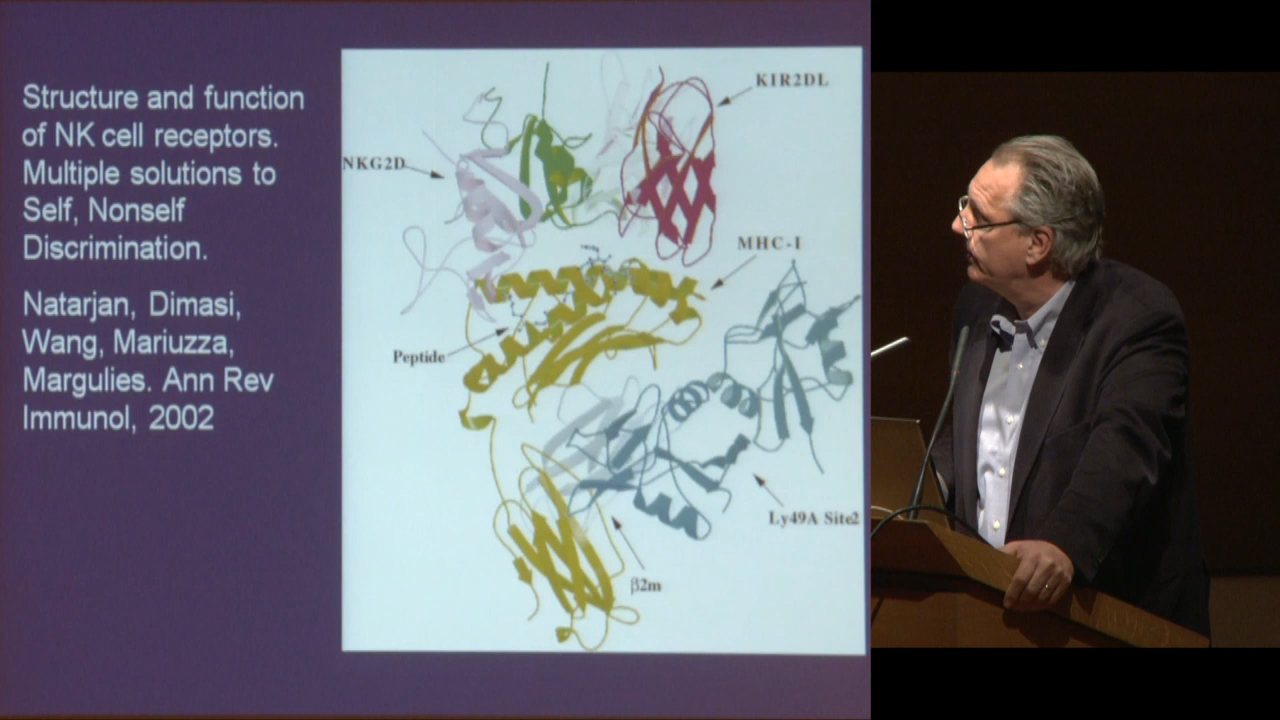 Structure and function
of NK cell receptors.
Multiple solutions to
Self, Nonself
Discrimination.
Natarjan, Dimasi,
Wang, Mariuzza,
Margulies. Ann Rev
Immunol, 2002
KIR2DL
NKG2D
MHC-I
Peptide
Ly49A Site2
β2m